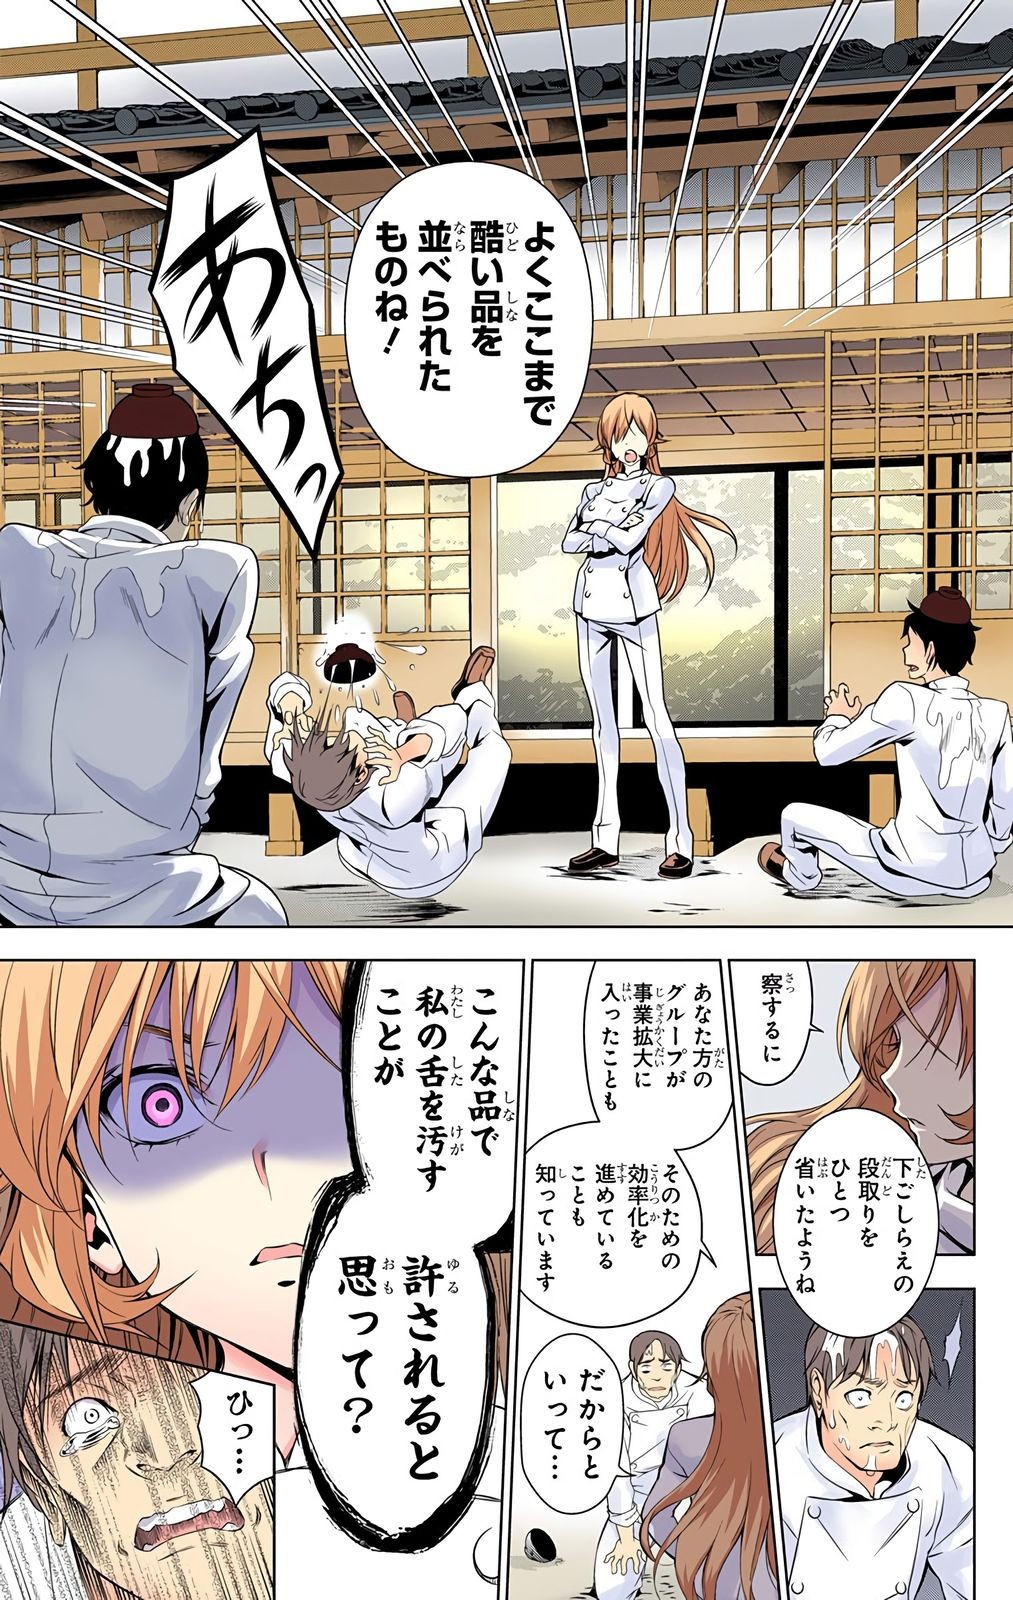 よくここまで
酷い品を
並べられた
ものね！
あちっ
察するに
下ごしらえの
段取りを
ひとつ
省いたようね
あなた方の
グループが
事業拡大に
入ったことも
そのための
効率化を
進めている
ことも
知っています
だからと
いって…
こんな品で
私の舌を汚す
ことが
許されると
思って？
ひっ…